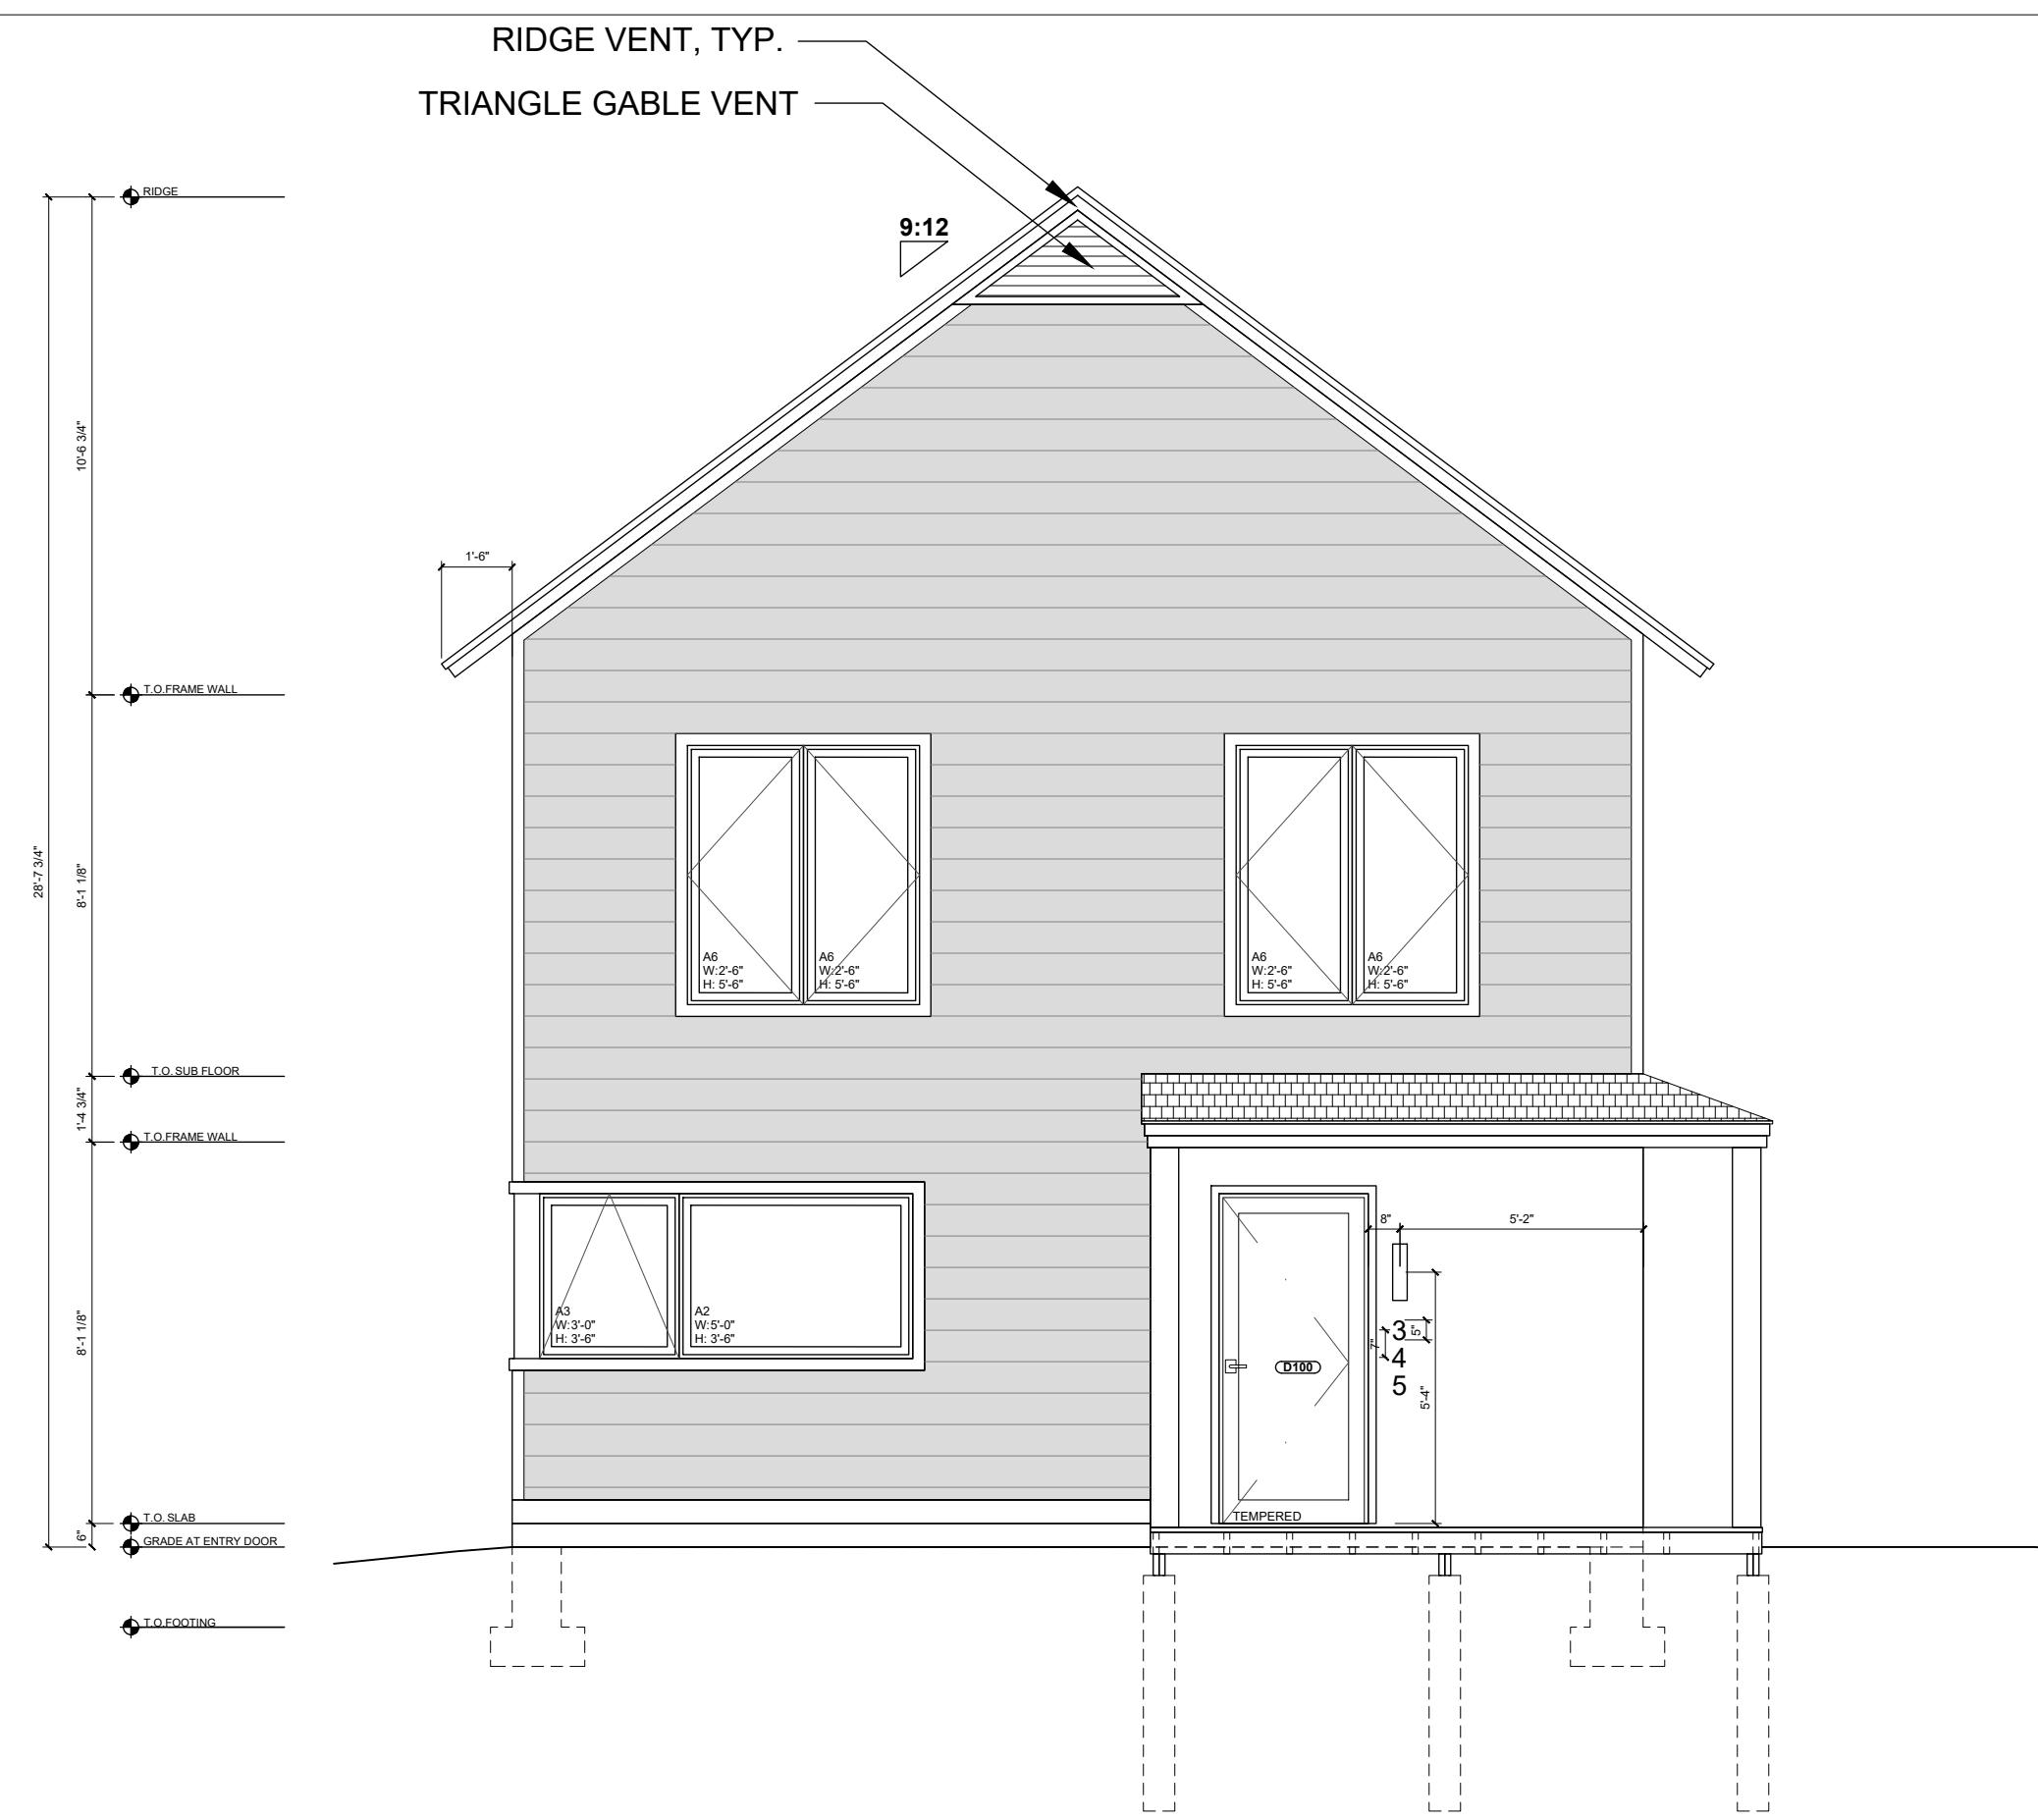 RIDGE VENT, TYP.
TRIANGLE GABLE VENT
RIDGE
9:12
10'-6 3/4"
1'-6"
T.O.FRAME WALL
28'-7 3/4"
8'-1 1/8"
A6
W:2'-6"
H: 5'-6"
A6
W:2'-6"
H: 5'-6"
A6
W:2'-6"
H: 5'-6"
A6
W:2'-6"
H: 5'-6"
T.O. SUB FLOOR
1'-4 3/4"
T.O.FRAME WALL
8"
5'-2"
A3
W:3'-0"
H: 3'-6"
A2
W:5'-0"
H: 3'-6"
8'-1 1/8"
3
4
5
5"
7"
D100
5'-4"
TEMPERED
T.O. SLAB
6"
GRADE AT ENTRY DOOR
T.O.FOOTING